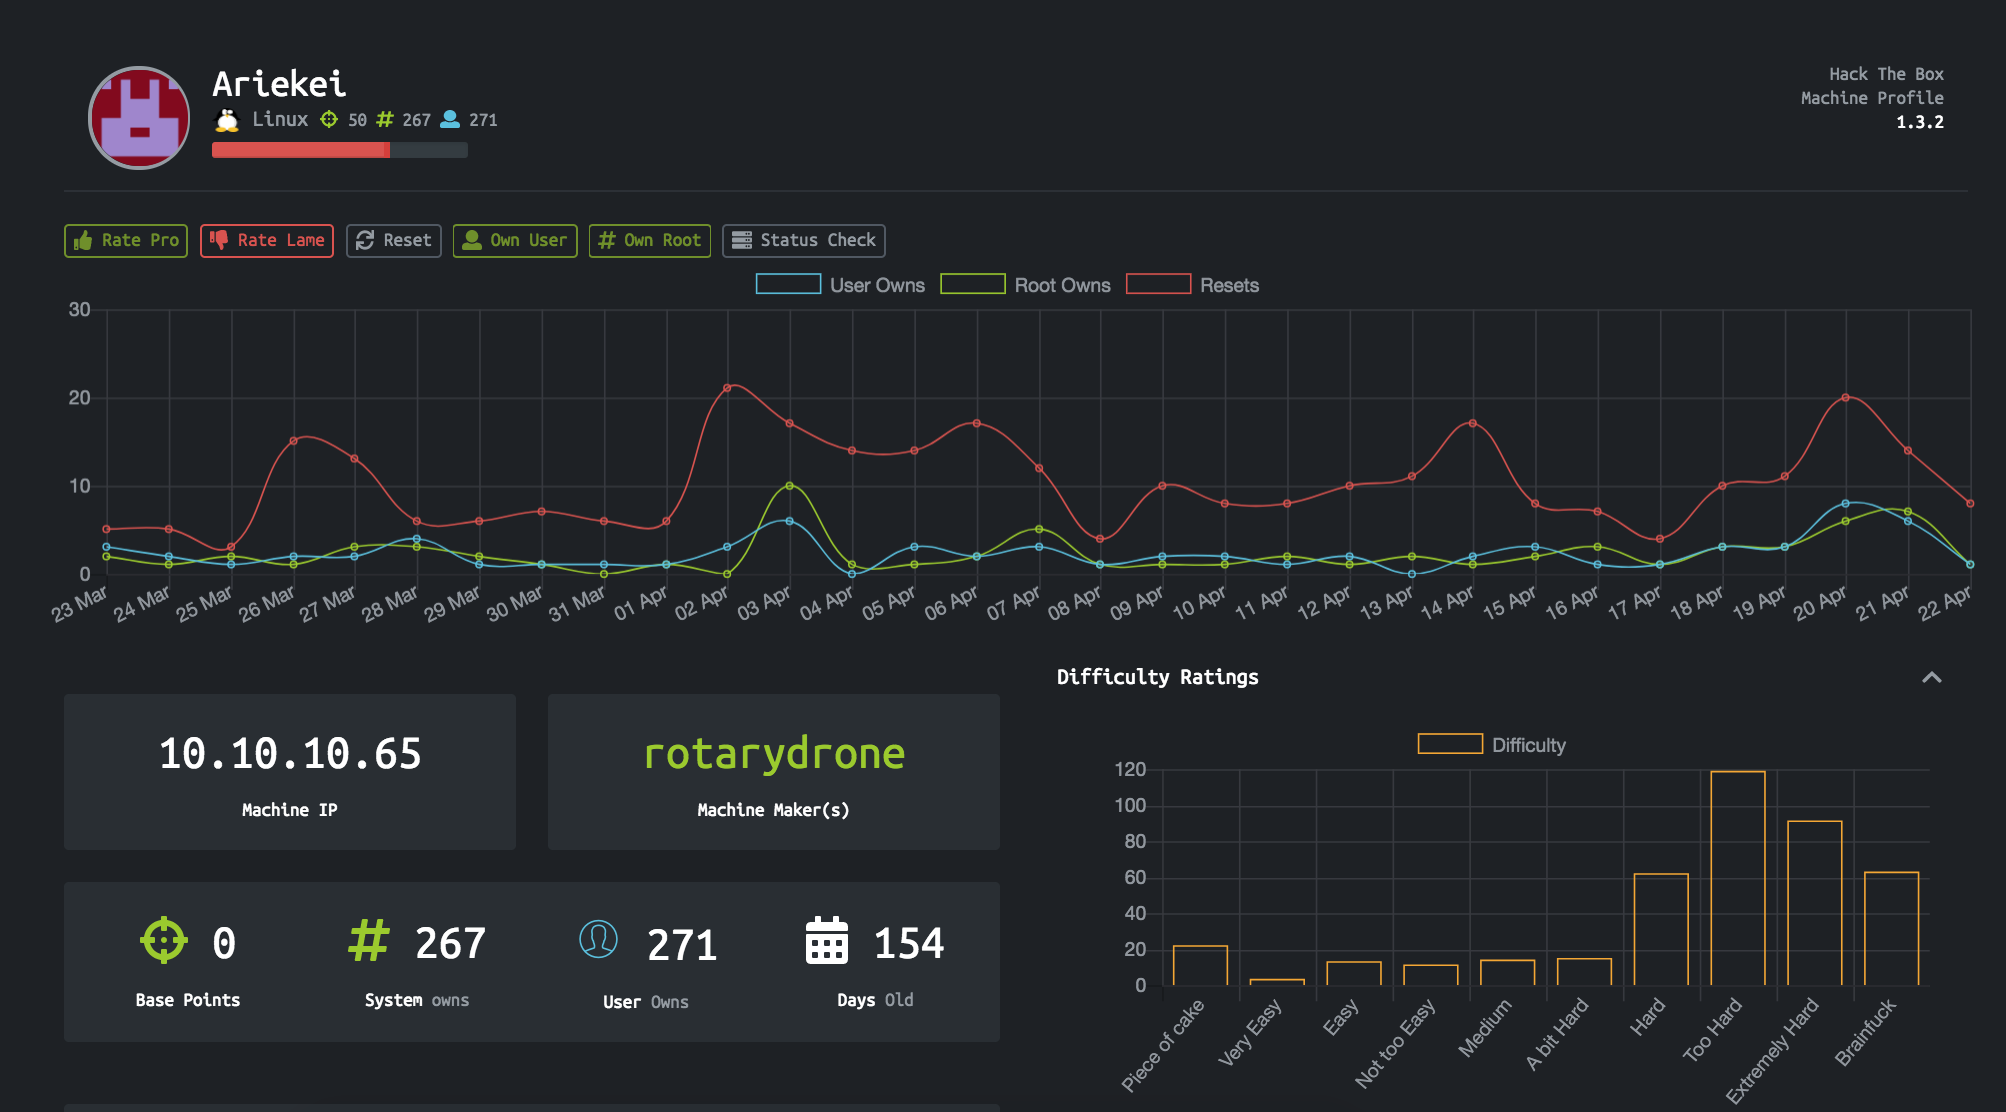 Ariekei
Linux 50 # 267 271
Hack The Box
Machine Profile
1.3.2
Rate Pro Rate Lame Reset Own User # Own Root Status Check
User Owns Root Owns Resets
30
20
10
0
23 Mar 24 Mar 25 Mar 26 Mar 27 Mar 28 Mar 29 Mar 30 Mar 31 Mar 01 Apr 02 Apr 03 Apr 04 Apr 05 Apr 06 Apr 07 Apr 08 Apr 09 Apr 10 Apr 11 Apr 12 Apr 13 Apr 14 Apr 15 Apr 16 Apr 17 Apr 18 Apr 19 Apr 20 Apr 21 Apr 22 Apr
10.10.10.65
Machine IP
rotarydrone
Machine Maker(s)
0 # 267 271 154
Base Points System owns User Owns Days Old
Difficulty Ratings
Difficulty
120
100
80
60
40
20
0
Piece of cake Very Easy Easy Not too Easy Medium A bit Hard Hard Too Hard Extremely Hard Brainfuck